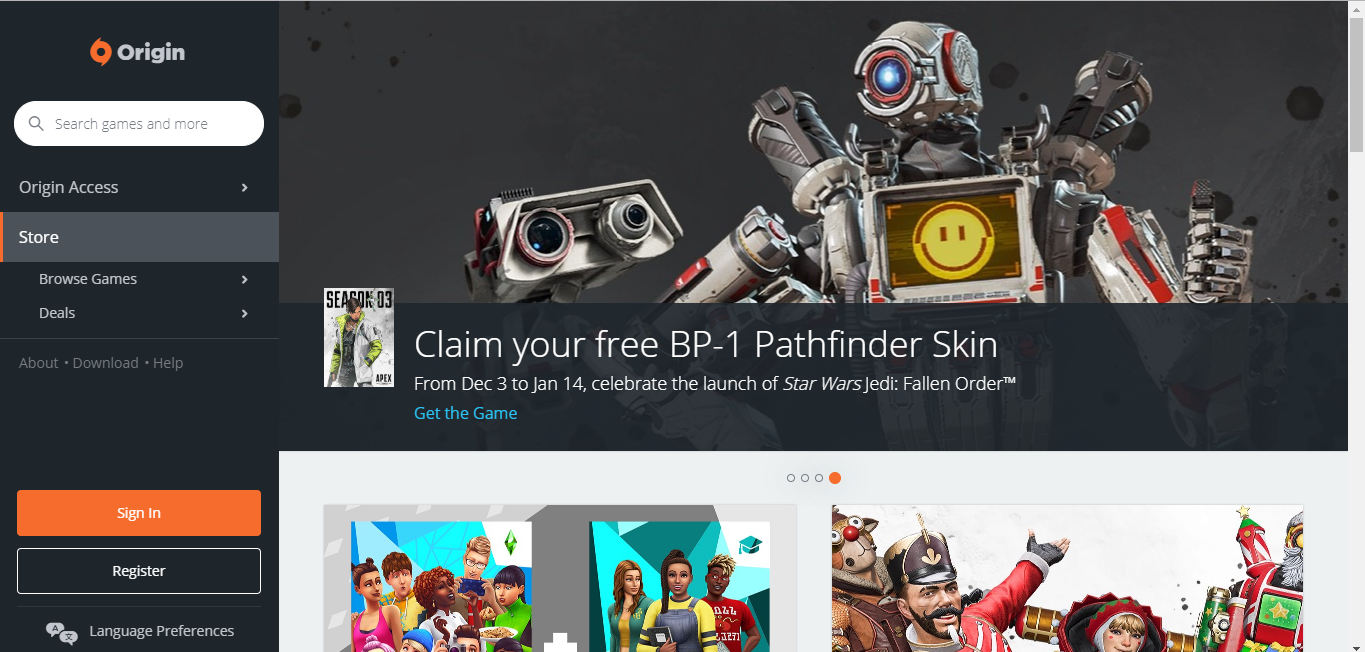 Origin
Search games and more
Origin Access
Store
Browse Games
Deals
About • Download • Help
Sign In
Register
Language Preferences
SEASON 03
APEX
Claim your free BP-1 Pathfinder Skin
From Dec 3 to Jan 14, celebrate the launch of Star Wars Jedi: Fallen Order™
Get the Game